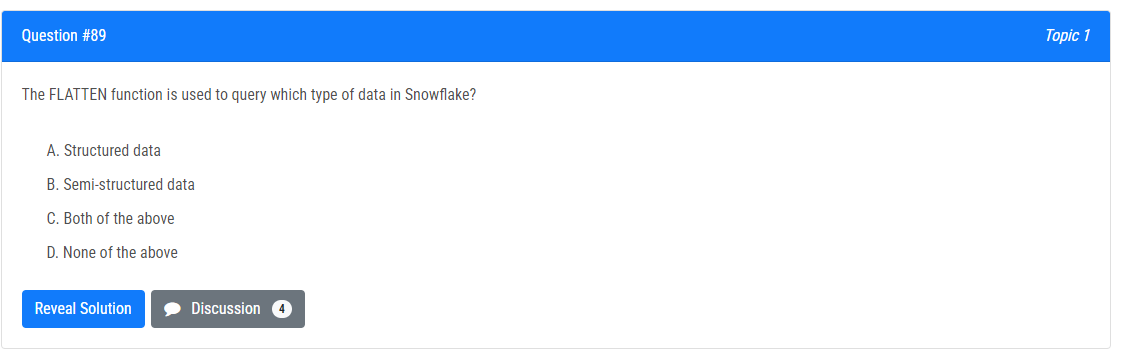 Question #89
Topic 1
The FLATTEN function is used to query which type of data in Snowflake?
A. Structured data
B. Semi-structured data
C. Both of the above
D. None of the above
Reveal Solution
Discussion 4